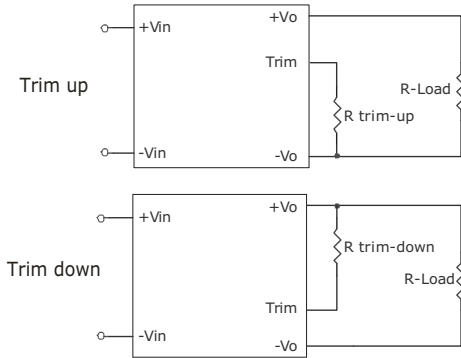 +Vo
+Vin
Trim
Trim up
R-Load
R trim-up
-Vin
-Vo
+Vo
+Vin
R trim-down
Trim down
R-Load
Trim
-Vin
-Vo